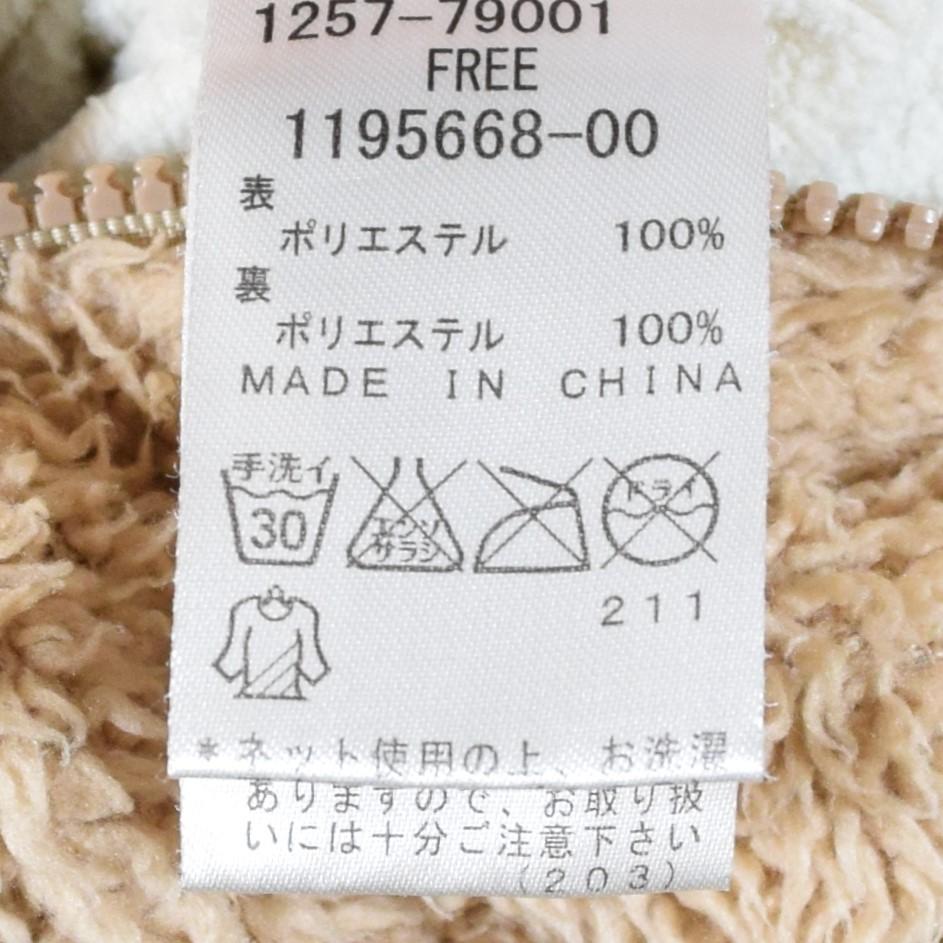 1257-79001
FREE
1195668-00
表
ポリエステル 100%
裏
ポリエステル 100%
MADE IN CHINA
手洗イ
30
エンソ
サラシ
ドライ
211
*ネット使用の上、お洗濯
ありますので、お取り扱
いには十分ご注意下さい
(203)